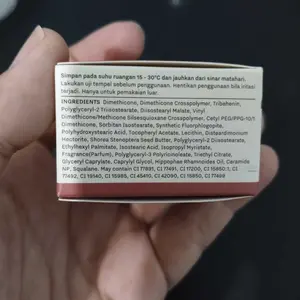 Simpan pada suhu ruangan 15 - 30°C dan jauhkan dari sinar matahari.
Lakukan uji tempel sebelum penggunaan. Hentikan penggunaan bila iritasi
terjadi. Hanya untuk pemakaian luar.
INGREDIENTS Dimethicone, Dimethicone Crosspolymer, Tribehenin,
Polyglyceryl-2 Triisostearate, Diisostearyl Malate, Vinyl
Dimethicone/Methicone Silsesquioxane Crosspolymer, Cetyl PEG/PPG-10/1
Dimethicone, Sorbitan Isostearate, Synthetic Fluorphlogopite,
Polyhydroxystearic Acid, Tocopheryl Acetate, Lecithin, Disteardimonium
Hectorite, Shorea Stenoptera Seed Butter, Polyglyceryl-2 Diisostearate,
Ethylhexyl Palmitate, Isostearic Acid, Isopropyl Myristate,
Fragrance(Parfum), Polyglyceryl-3 Polyricinoleate, Triethyl Citrate,
Glyceryl Caprylate, Caprylyl Glycol, Hippophae Rhamnoides Oil, Ceramide
NP, Squalane. May contain CI 77891, CI 77491, CI 17200, CI 15850:1, CI
77492, CI 19140, CI 15985, CI 45410, CI 42090, CI 15850, CI 77499